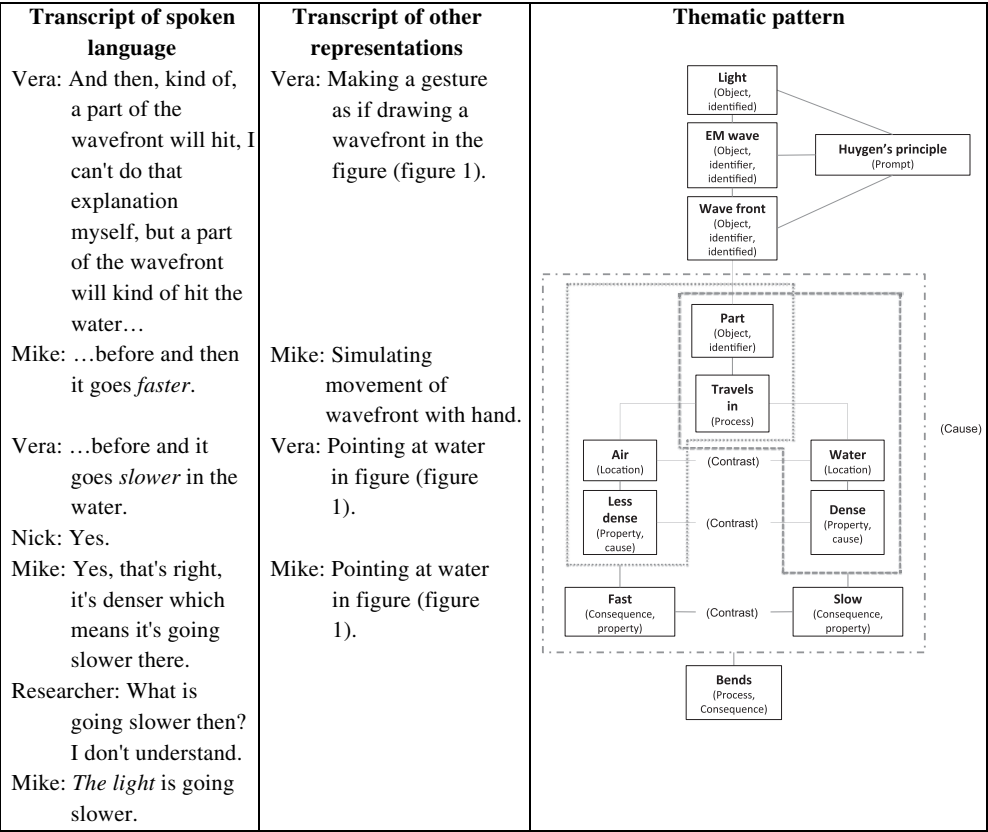 Transcript of spoken
language
Vera: And then, kind of,
a part of the
wavefront will hit, I
can't do that
explanation
myself, but a part
of the wavefront
will kind of hit the
water…
Mike: …before and then
it goes faster.
Vera: …before and it
goes slower in the
water.
Nick: Yes.
Mike: Yes, that's right,
it's denser which
means it's going
slower there.
Researcher: What is
going slower then?
I don't understand.
Mike: The light is going
slower.
Transcript of other
representations
Vera: Making a gesture
as if drawing a
wavefront in the
figure (figure 1).
Mike: Simulating
movement of
wavefront with hand.
Vera: Pointing at water
in figure (figure
1).
Mike: Pointing at water
in figure (figure
1).
Thematic pattern
Light
(Object,
identified)
EM wave
(Object,
identifier,
identified)
Huygen's principle
(Prompt)
Wave front
(Object,
identifier,
identified)
Part
(Object,
identifier)
Travels
in
(Process)
(Cause)
Air
(Location)
(Contrast)
Water
(Location)
Less
dense
(Property,
cause)
(Contrast)
Dense
(Property,
cause)
Fast
(Consequence,
property)
(Contrast)
Slow
(Consequence,
property)
Bends
(Process,
Consequence)